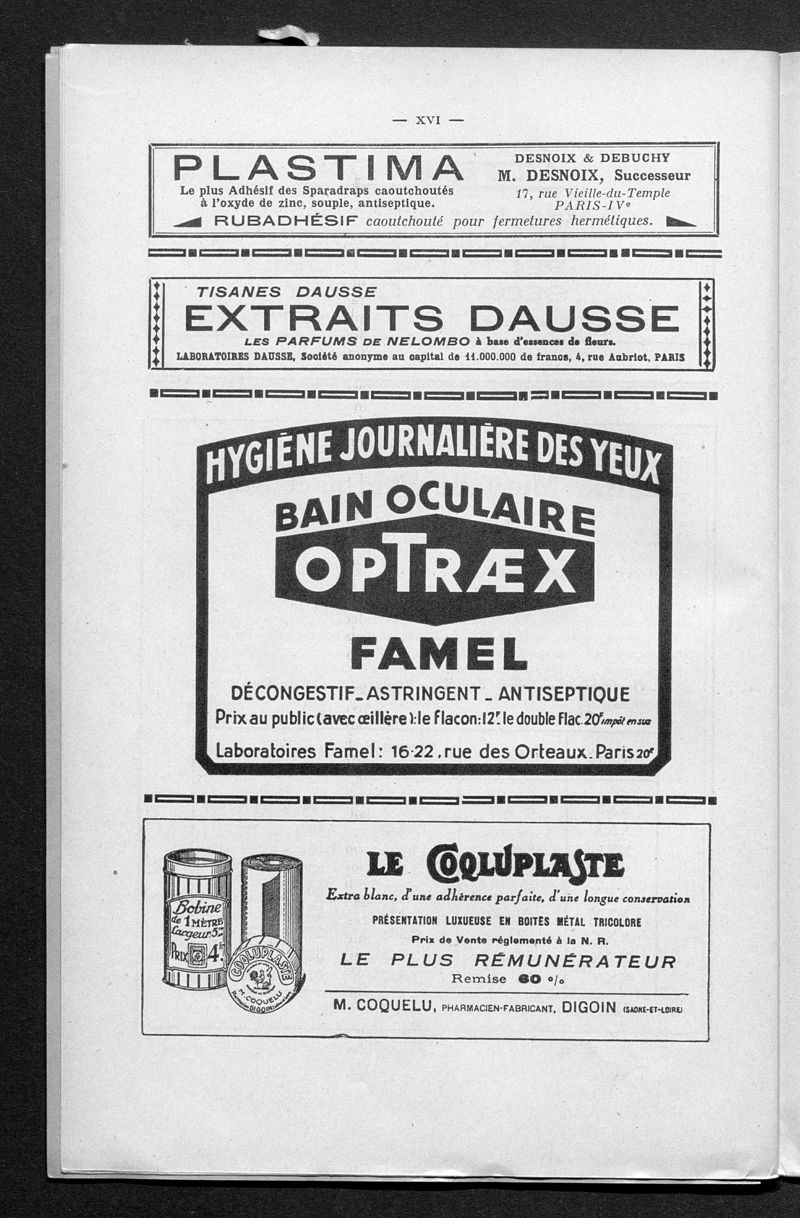 — XVI —
PLASTIMA
Le plus Adhésif des Sparadraps caoutchoutés
à l'oxyde de zinc, souple, antiseptique.
DESNOIX & DEBUCHY
M. DESNOIX, Successeur
17, rue Vieille-du-Temple
PARIS-IVe
RUBADHÉSIF caoutchouté pour fermetures hermétiques.
TISANES DAUSSE
EXTRAITS DAUSSE
LES PARFUMS DE NELOMBO à base d'essences de fleurs.
LABORATOIRES DAUSSE, Société anonyme au capital de 11.000.000 de francs, 4, rue Aubriot, PARIS
HYGIÈNE JOURNALIÈRE DES YEUX
BAIN OCULAIRE
OPTRÆX
FAMEL
DÉCONGESTIF_ASTRINGENT_ANTISEPTIQUE
Prix au public (avec œillère): le flacon: 12F. le double flac. 20F. impôt en sus
Laboratoires Famel: 16-22, rue des Orteaux. Paris 20e
Bobine
de 1 MÈTRE
Largeur 5cm
PRIX 4fr
COQLUPLASTE
M. COQUELU
DIGOIN
LE COQLUPLASTE
Extra blanc, d'une adhérence parfaite, d'une longue conservation
PRÉSENTATION LUXUEUSE EN BOITES MÉTAL TRICOLORE
Prix de Vente réglementé à la N. R.
LE PLUS RÉMUNÉRATEUR
Remise 60 o/o
M. COQUELU, PHARMACIEN-FABRICANT, DIGOIN (SAONE-ET-LOIRE)